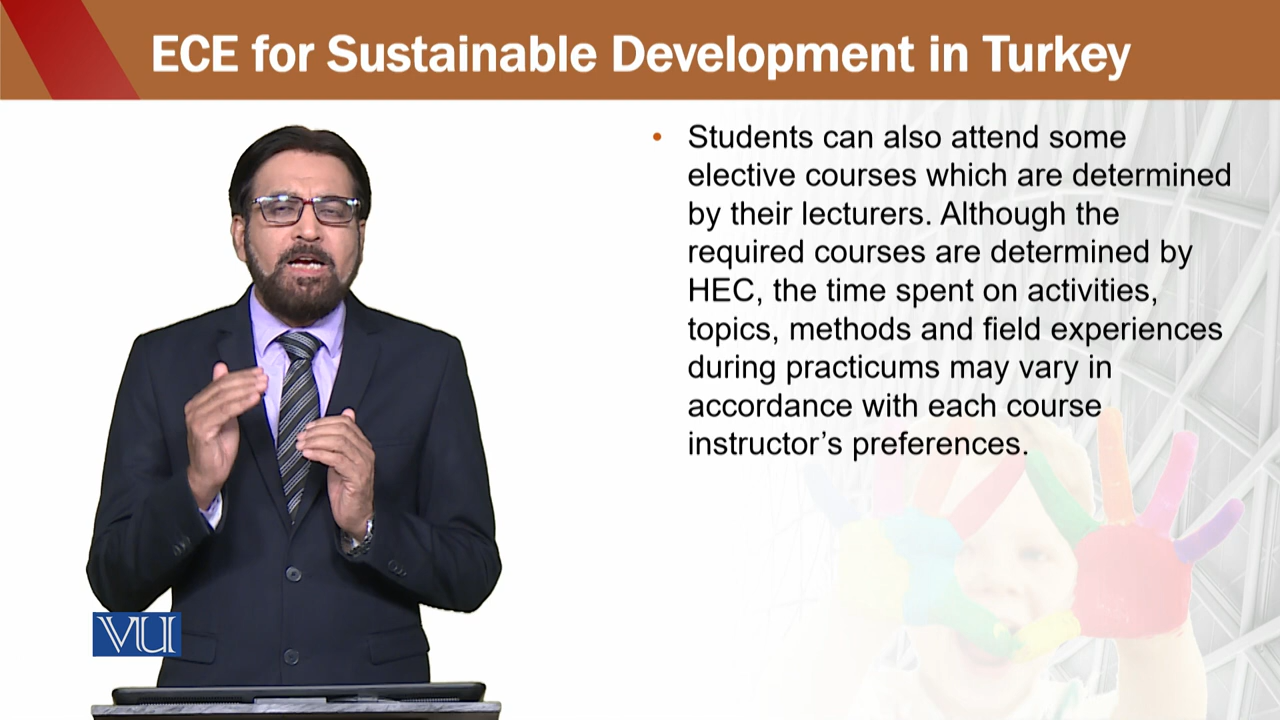 ECE for Sustainable Development in Turkey
• Students can also attend some
elective courses which are determined
by their lecturers. Although the
required courses are determined by
HEC, the time spent on activities,
topics, methods and field experiences
during practicums may vary in
accordance with each course
instructor’s preferences.
VU